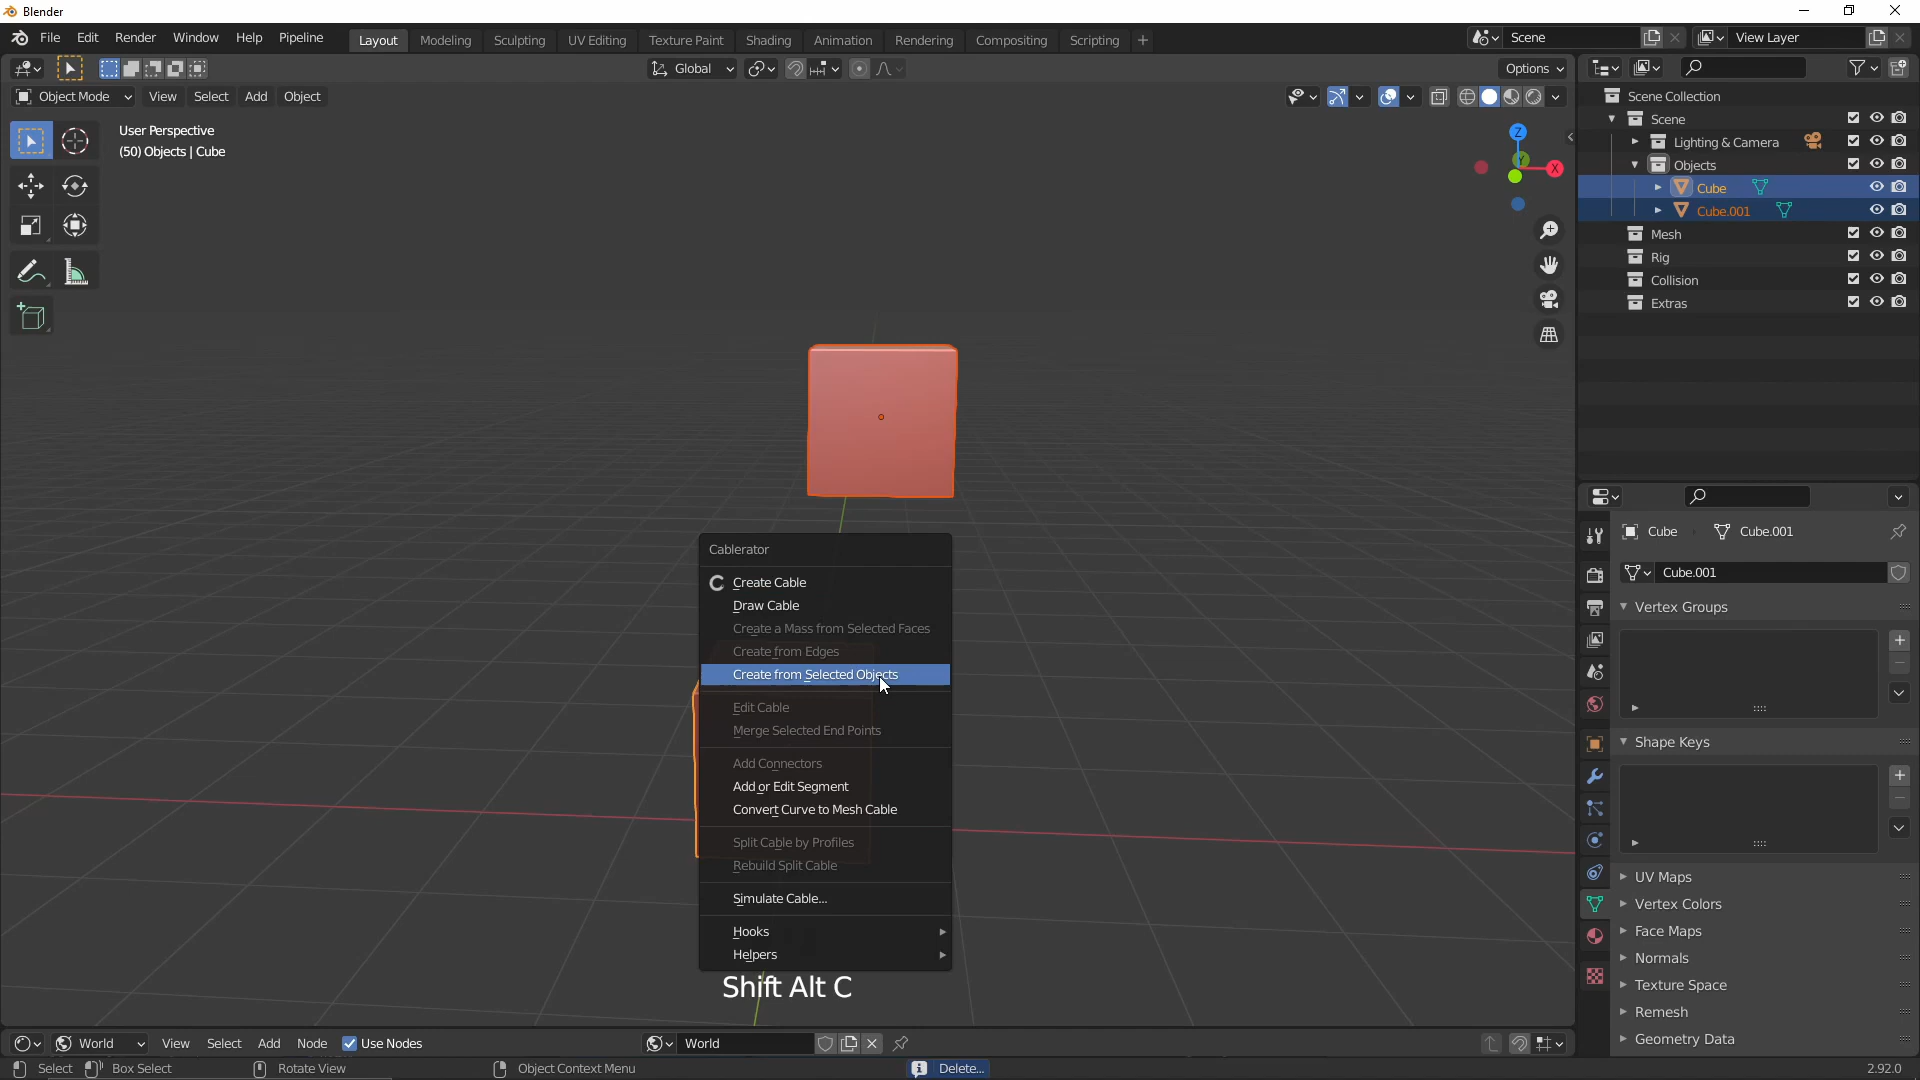 Blender
File Edit Render Window Help Pipeline Layout Modeling Sculpting UV Editing Texture Paint Shading Animation Rendering Compositing Scripting + Scene View Layer
Global Options
Object Mode View Select Add Object
User Perspective
(50) Objects | Cube
Z
Y
X
Scene Collection
Scene
Lighting & Camera
Objects
Cube
Cube.001
Mesh
Rig
Collision
Extras
Cablerator
Create Cable
Draw Cable
Create a Mass from Selected Faces
Create from Edges
Create from Selected Objects
Edit Cable
Merge Selected End Points
Add Connectors
Add or Edit Segment
Convert Curve to Mesh Cable
Split Cable by Profiles
Rebuild Split Cable
Simulate Cable...
Hooks
Helpers
Shift Alt C
Cube Cube.001
Cube.001
Vertex Groups
Shape Keys
UV Maps
Vertex Colors
Face Maps
Normals
Texture Space
Remesh
Geometry Data
World View Select Add Node Use Nodes World
Select Box Select Rotate View Object Context Menu Delete... 2.92.0